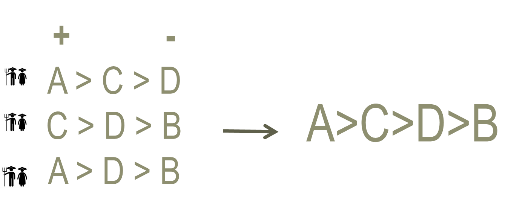 + -
A > C > D
C > D > B
A > D > B
A>C>D>B